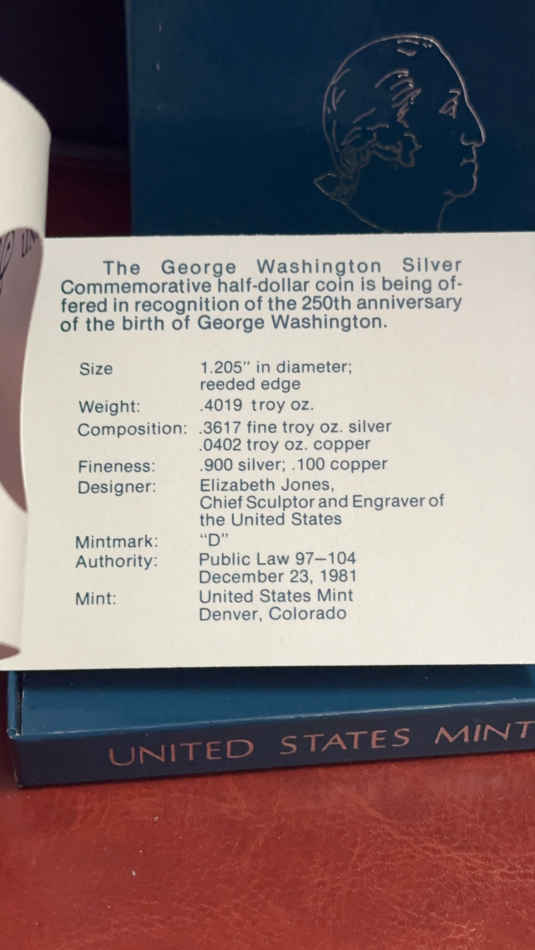 The George Washington Silver
Commemorative half-dollar coin is being of-
fered in recognition of the 250th anniversary
of the birth of George Washington.
Size 1.205" in diameter;
reeded edge
Weight: .4019 troy oz.
Composition: .3617 fine troy oz. silver
.0402 troy oz. copper
Fineness: .900 silver; .100 copper
Designer: Elizabeth Jones,
Chief Sculptor and Engraver of
the United States
Mintmark: "D"
Authority: Public Law 97–104
December 23, 1981
Mint: United States Mint
Denver, Colorado
UNITED STATES MINT